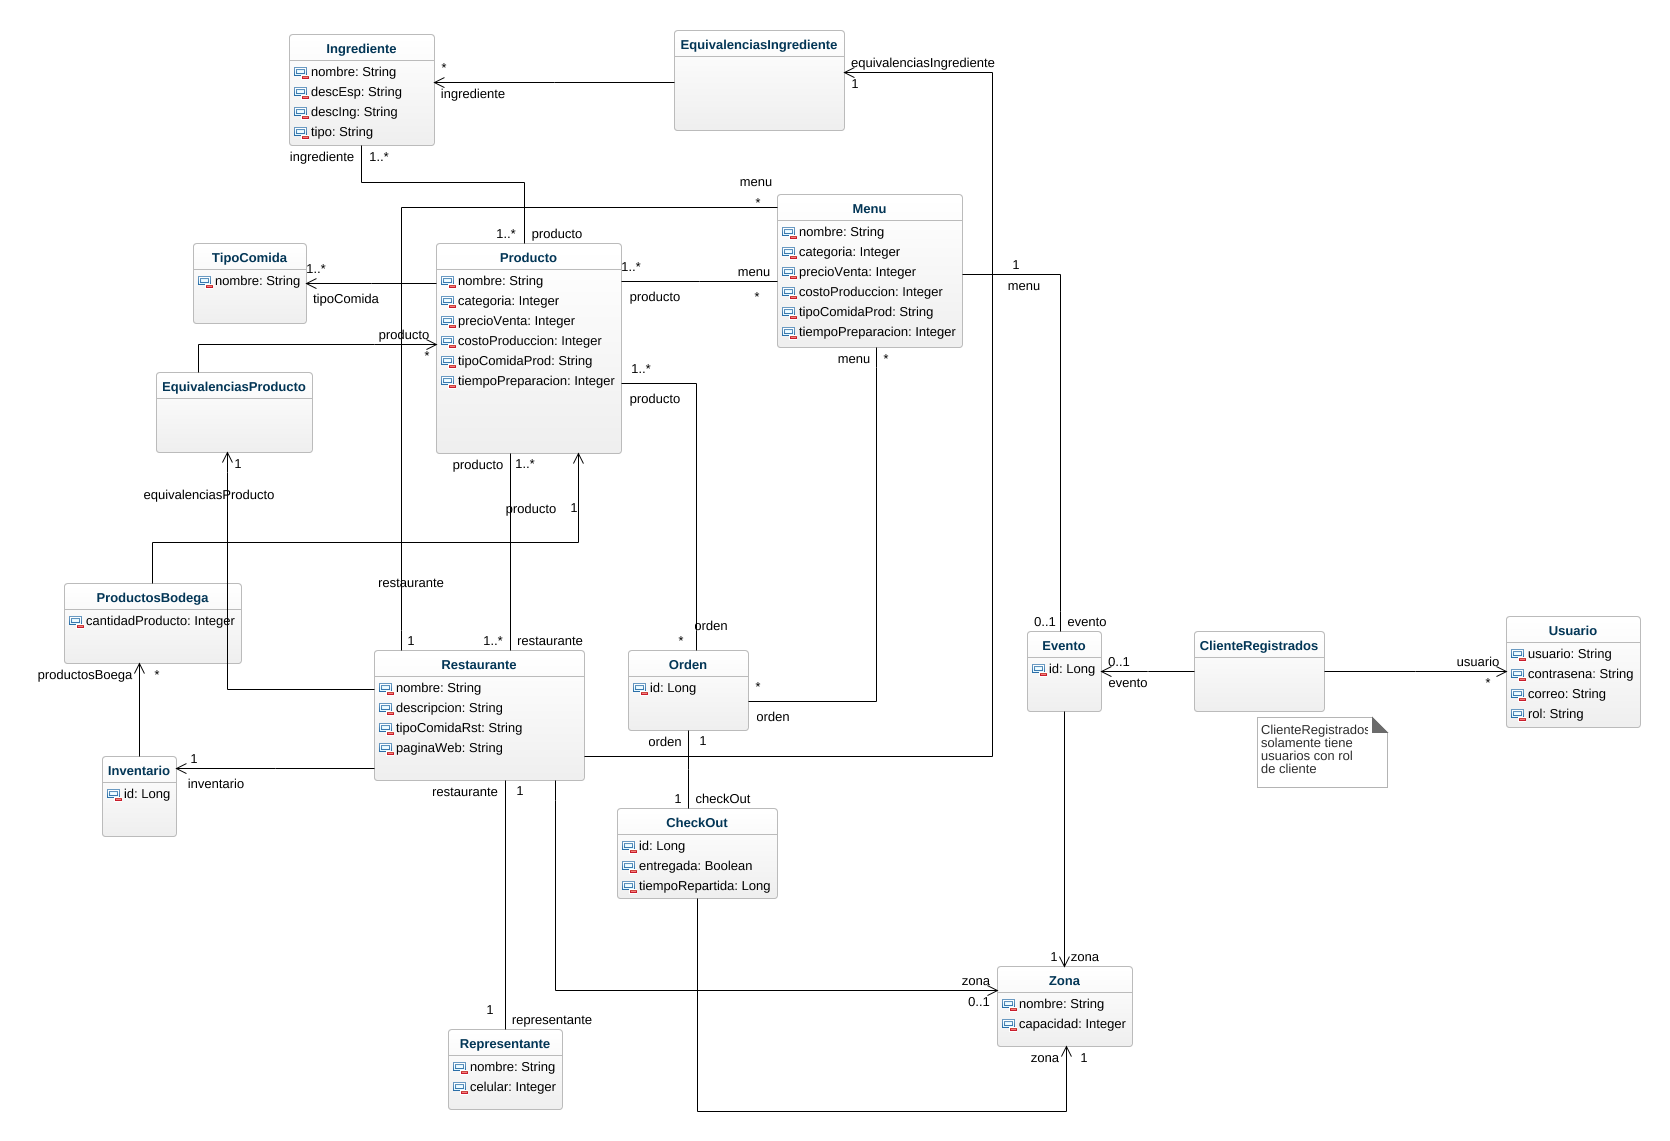 Ingrediente
nombre: String
descEsp: String
descIng: String
tipo: String
EquivalenciasIngrediente
equivalenciasIngrediente
1
*
ingrediente
ingrediente
1..*
menu
*
Menu
nombre: String
categoria: Integer
precioVenta: Integer
costoProduccion: Integer
tipoComidaProd: String
tiempoPreparacion: Integer
1..*
producto
TipoComida
nombre: String
1..*
tipoComida
Producto
nombre: String
categoria: Integer
precioVenta: Integer
costoProduccion: Integer
tipoComidaProd: String
tiempoPreparacion: Integer
1..*
producto
menu
*
1
menu
producto
*
menu
*
1..*
producto
EquivalenciasProducto
1
equivalenciasProducto
producto
1..*
producto
1
restaurante
ProductosBodega
cantidadProducto: Integer
productosBoega
*
1
1..*
restaurante
orden
*
0..1
evento
Restaurante
nombre: String
descripcion: String
tipoComidaRst: String
paginaWeb: String
Orden
id: Long
*
orden
Evento
id: Long
0..1
evento
ClienteRegistrados
usuario
*
Usuario
usuario: String
contrasena: String
correo: String
rol: String
ClienteRegistrados
solamente tiene
usuarios con rol
de cliente
orden
1
Inventario
id: Long
1
inventario
restaurante
1
1
checkOut
CheckOut
id: Long
entregada: Boolean
tiempoRepartida: Long
1
zona
zona
0..1
Zona
nombre: String
capacidad: Integer
1
representante
Representante
nombre: String
celular: Integer
zona
1